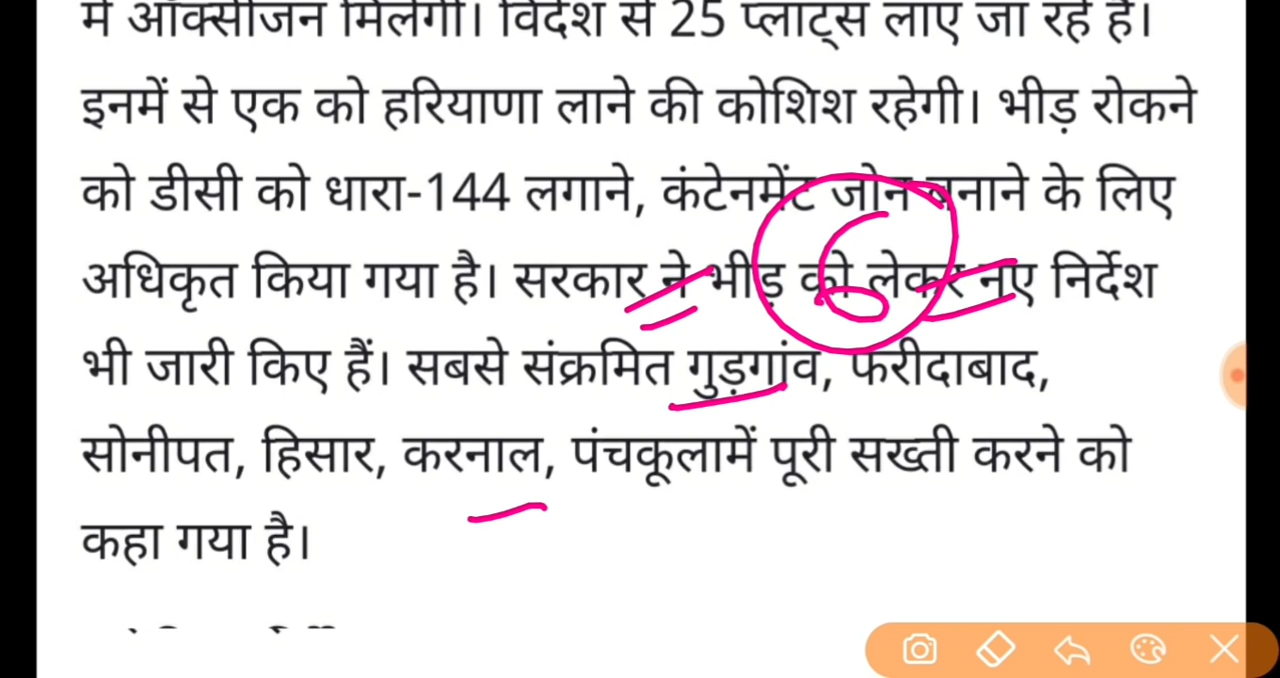 में ऑक्सीजन मिलेगी। विदेश से 25 प्लांट्स लाए जा रहे हैं।
इनमें से एक को हरियाणा लाने की कोशिश रहेगी। भीड़ रोकने
को डीसी को धारा-144 लगाने, कंटेनमेंट जोन बनाने के लिए
अधिकृत किया गया है। सरकार ने भीड़ को लेकर नए निर्देश
6
भी जारी किए हैं। सबसे संक्रमित गुड़गांव, फरीदाबाद,
सोनीपत, हिसार, करनाल, पंचकूलामें पूरी सख्ती करने को
कहा गया है।